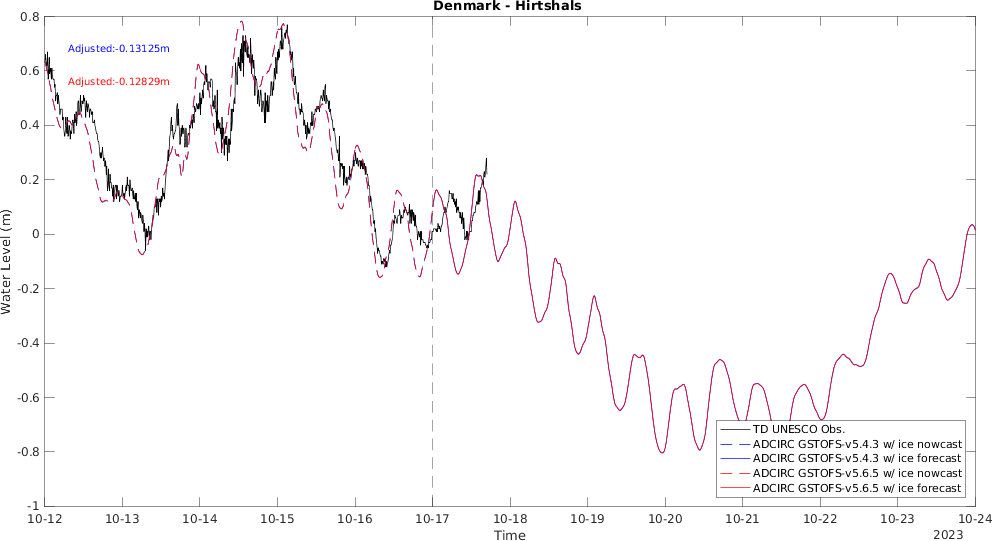 Denmark - Hirtshals
Adjusted:-0.13125m
Adjusted:-0.12829m
Water Level (m)
0.8
0.6
0.4
0.2
0
-0.2
-0.4
-0.6
-0.8
-1
TD UNESCO Obs.
ADCIRC GSTOFS-v5.4.3 w/ ice nowcast
ADCIRC GSTOFS-v5.4.3 w/ ice forecast
ADCIRC GSTOFS-v5.6.5 w/ ice nowcast
ADCIRC GSTOFS-v5.6.5 w/ ice forecast
10-12 10-13 10-14 10-15 10-16 10-17 10-18 10-19 10-20 10-21 10-22 10-23 10-24
Time
2023